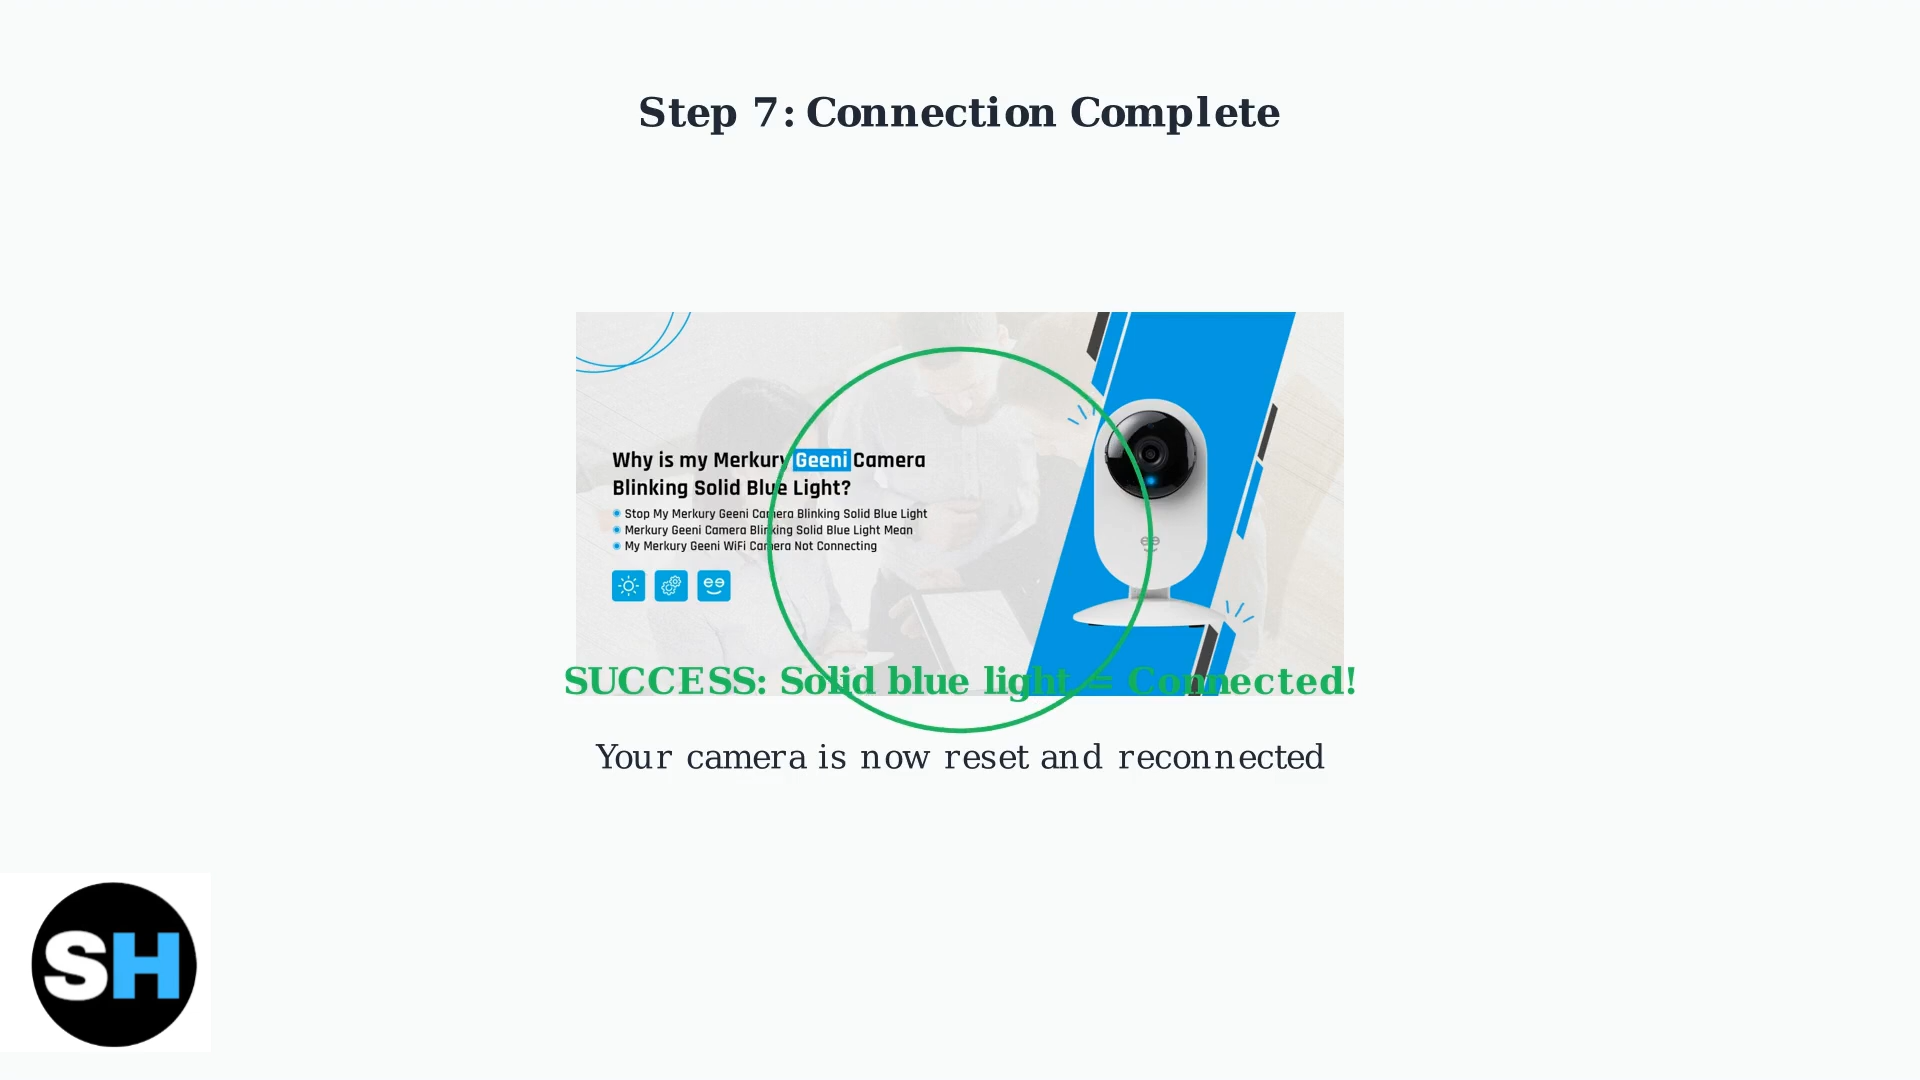 Step 7: Connection Complete
Why is my Merkury Geeni Camera
Blinking Solid Blue Light?
Stop My Merkury Geeni Camera Blinking Solid Blue Light
Merkury Geeni Camera Blinking Solid Blue Light Mean
My Merkury Geeni WiFi Camera Not Connecting
SUCCESS: Solid blue light = Connected!
Your camera is now reset and reconnected
SH